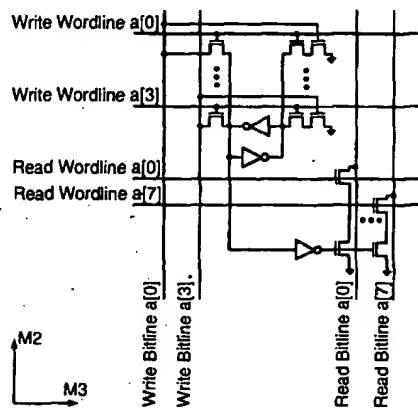 Write Wordline a[0]
Write Wordline a[3]
Read Wordline a[0]
Read Wordline a[7]
Write Bitline a[0]
Write Bitline a[3].
Read Bitline a[0]
Read Bitline a[7]
M2
M3